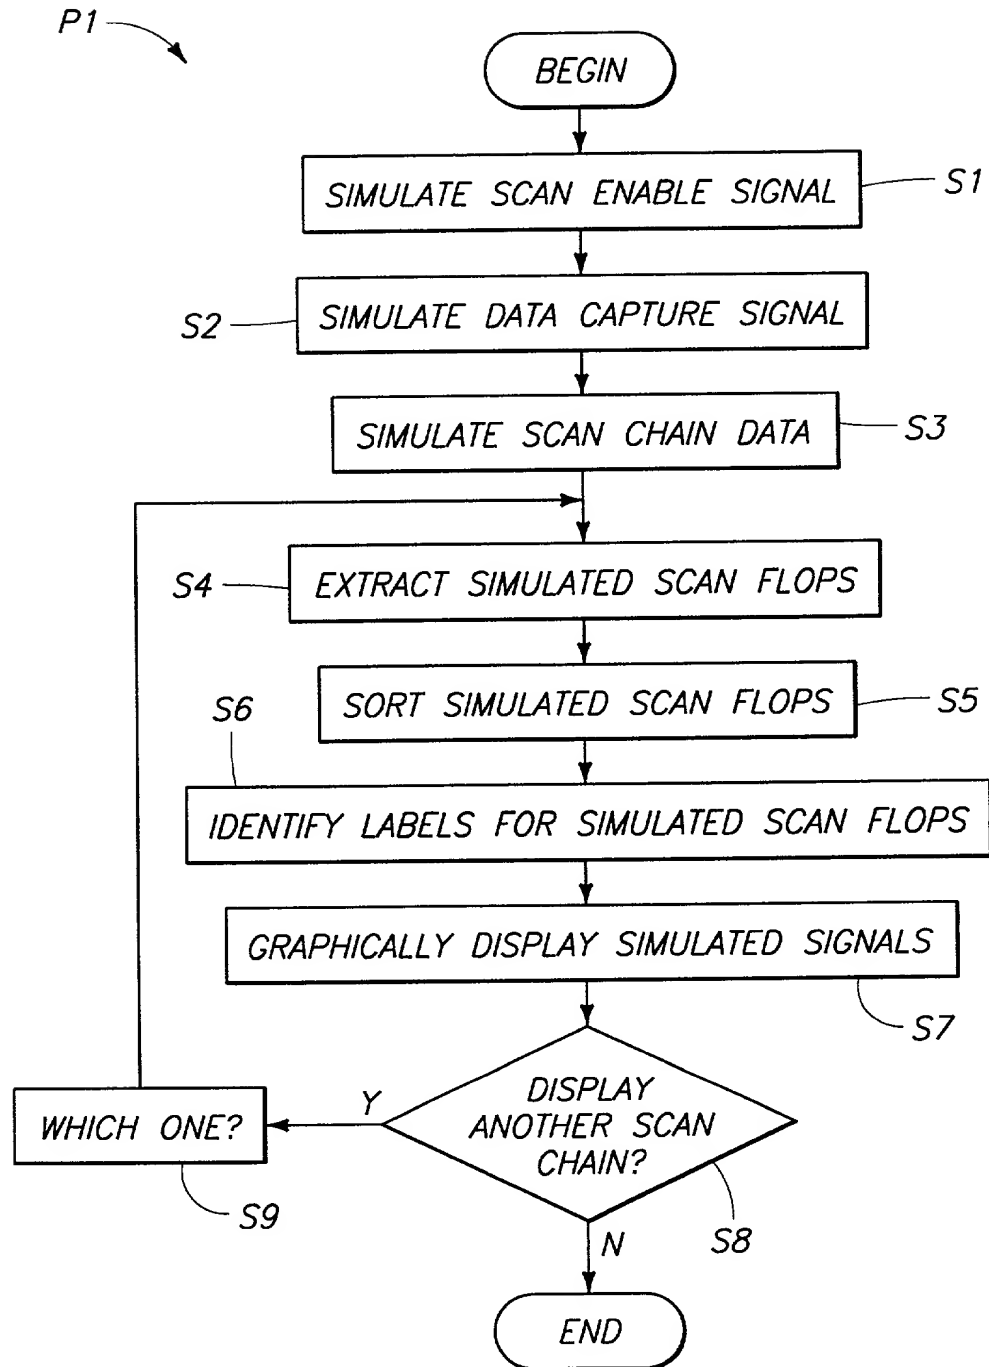 P1
BEGIN
SIMULATE SCAN ENABLE SIGNAL
S1
S2
SIMULATE DATA CAPTURE SIGNAL
SIMULATE SCAN CHAIN DATA
S3
S4
EXTRACT SIMULATED SCAN FLOPS
SORT SIMULATED SCAN FLOPS
S5
S6
IDENTIFY LABELS FOR SIMULATED SCAN FLOPS
GRAPHICALLY DISPLAY SIMULATED SIGNALS
S7
DISPLAY
ANOTHER SCAN
CHAIN?
Y
WHICH ONE?
S9
S8
N
END